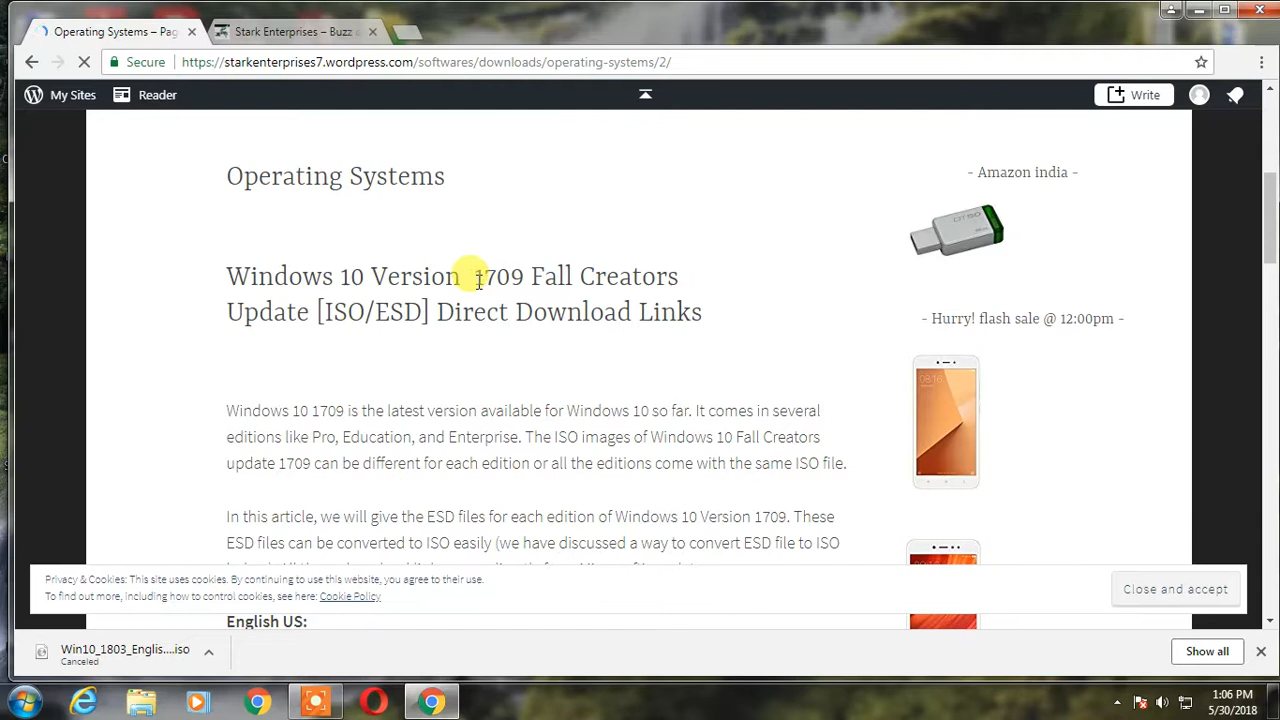 Operating Systems – Pag
Stark Enterprises – Buzz
Secure
https://starkenterprises7.wordpress.com/softwares/downloads/operating-systems/2/
My Sites
Reader
Write
Operating Systems
- Amazon india -
Windows 10 Version 1709 Fall Creators
Update [ISO/ESD] Direct Download Links
- Hurry! flash sale @ 12:00pm -
08:16
Windows 10 1709 is the latest version available for Windows 10 so far. It comes in several
editions like Pro, Education, and Enterprise. The ISO images of Windows 10 Fall Creators
update 1709 can be different for each edition or all the editions come with the same ISO file.
In this article, we will give the ESD files for each edition of Windows 10 Version 1709. These
ESD files can be converted to ISO easily (we have discussed a way to convert ESD file to ISO
Privacy & Cookies: This site uses cookies. By continuing to use this website, you agree to their use.
To find out more, including how to control cookies, see here: Cookie Policy
Close and accept
English US:
Win10_1803_Englis....iso
Canceled
Show all
1:06 PM
5/30/2018